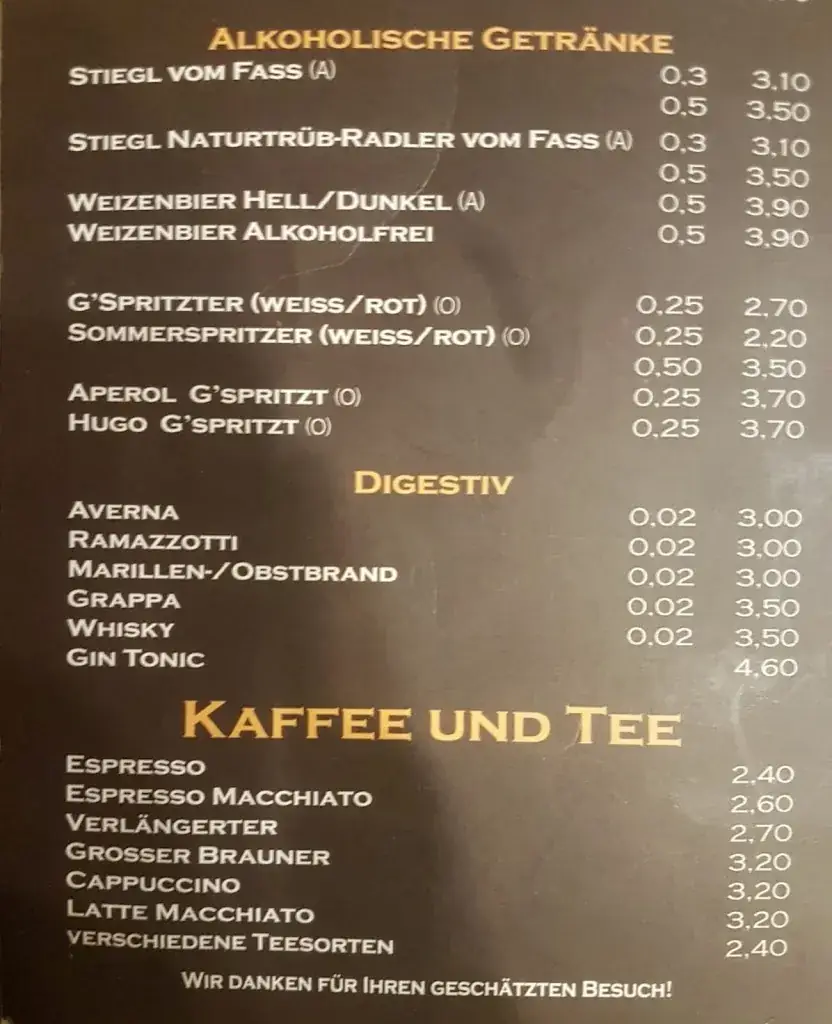 Alkoholische Getränke
Stiegl vom Fass (A) 0,3 3,10
0,5 3,50
Stiegl Naturtrüb-Radler vom Fass (A) 0,3 3,10
0,5 3,50
Weizenbier Hell/Dunkel (A) 0,5 3,90
Weizenbier Alkoholfrei 0,5 3,90
G'Spritzter (weiss/rot) (O) 0,25 2,70
Sommerspritzer (weiss/rot) (O) 0,25 2,20
0,50 3,50
Aperol G'spritzt (O) 0,25 3,70
Hugo G'spritzt (O) 0,25 3,70
Digestiv
Averna 0,02 3,00
Ramazzotti 0,02 3,00
Marillen-/Obstbrand 0,02 3,00
Grappa 0,02 3,50
Whisky 0,02 3,50
Gin Tonic 4,60
Kaffee und Tee
Espresso 2,40
Espresso Macchiato 2,60
Verlängerter 2,70
Grosser Brauner 3,20
Cappuccino 3,20
Latte Macchiato 3,20
verschiedene Teesorten 2,40
Wir danken für Ihren geschätzten Besuch!